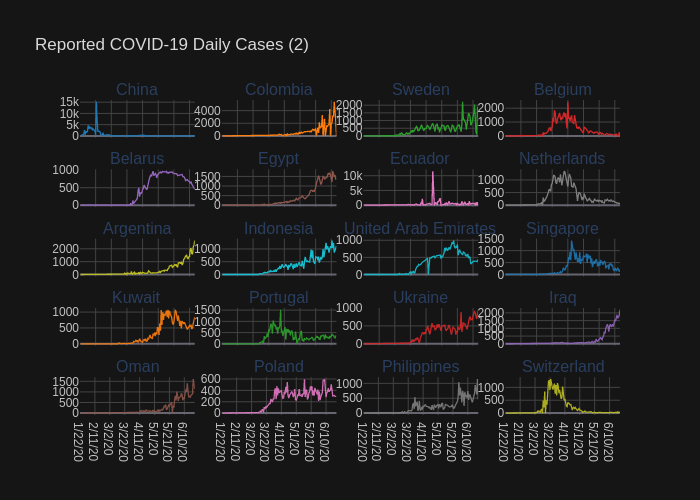 Reported COVID-19 Daily Cases (2)
China Colombia Sweden Belgium
15k 10k 5k 0 4000 2000 0 2000 1500 1000 500 0 2000 1000 0
Belarus Egypt Ecuador Netherlands
1000 500 0 1500 1000 500 0 10k 5k 0 1000 500 0
Argentina Indonesia United Arab Emirates Singapore
2000 1000 0 1000 500 0 1000 500 0 1500 1000 500 0
Kuwait Portugal Ukraine Iraq
1000 500 0 1500 1000 500 0 1000 500 0 2000 1500 1000 500 0
Oman Poland Philippines Switzerland
1500 1000 500 0 600 400 200 0 1000 500 0 1000 500 0
1/22/20 2/11/20 3/2/20 3/22/20 4/11/20 5/1/20 5/21/20 6/10/20 1/22/20 2/11/20 3/2/20 3/22/20 4/11/20 5/1/20 5/21/20 6/10/20 1/22/20 2/11/20 3/2/20 3/22/20 4/11/20 5/1/20 5/21/20 6/10/20 1/22/20 2/11/20 3/2/20 3/22/20 4/11/20 5/1/20 5/21/20 6/10/20